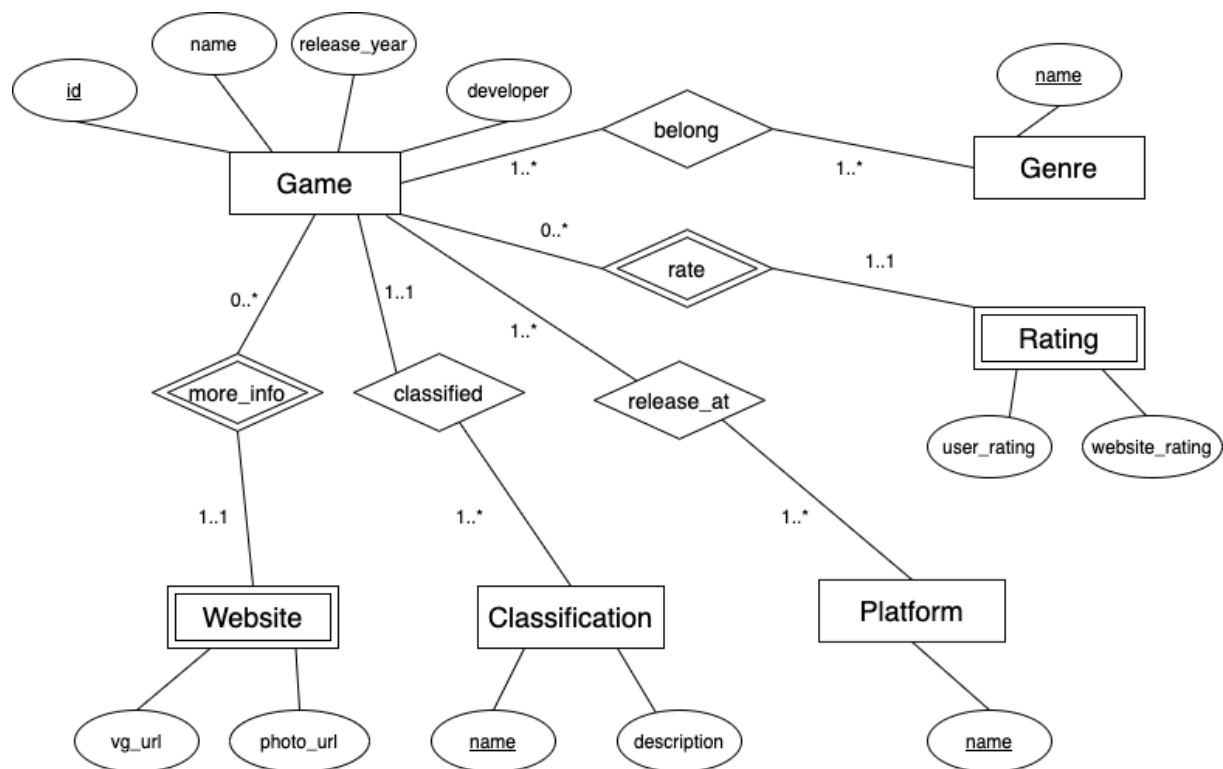 name
release_year
id
developer
name
belong
Game
1..*
1..*
Genre
0..*
rate
1..1
0..*
1..1
1..*
Rating
more_info
classified
release_at
user_rating
website_rating
1..1
1..*
1..*
Website
Classification
Platform
vg_url
photo_url
name
description
name